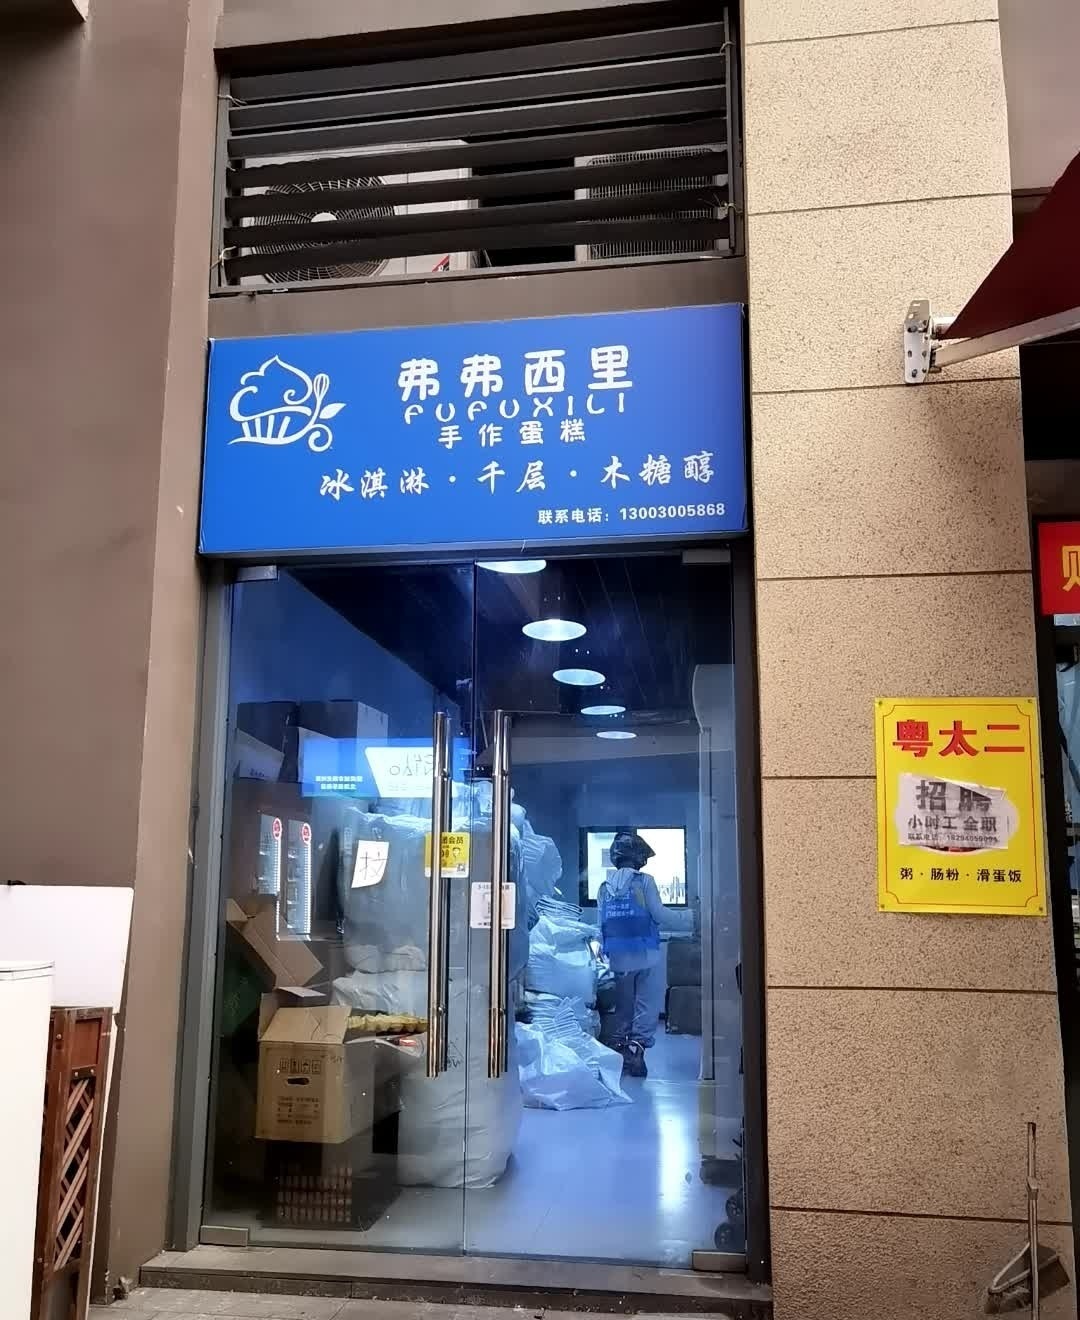 弗弗西里
FUFUXILI
手作蛋糕
冰淇淋·千层·木糖醇
联系电话：13003005868
拉
粤太二
招聘
小时工 全职
粥·肠粉·滑蛋饭